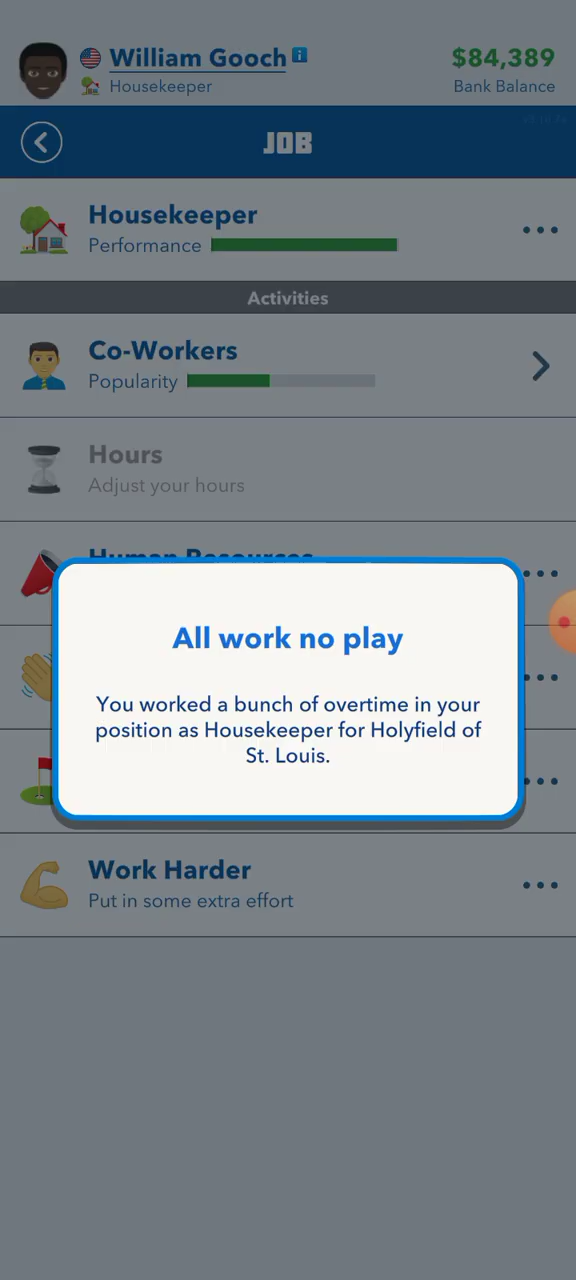 William Gooch
$84,389
Housekeeper
Bank Balance
JOB
Housekeeper
Performance
Activities
Co-Workers
Popularity
Hours
Adjust your hours
Human Resources
All work no play
You worked a bunch of overtime in your
position as Housekeeper for Holyfield of
St. Louis.
Work Harder
Put in some extra effort